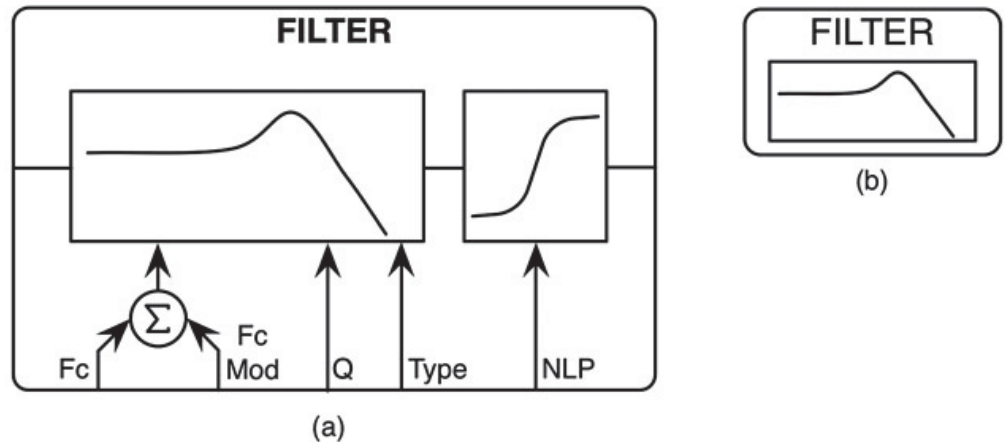 FILTER
Σ
Fc
Fc
Mod
Q
Type
NLP
(a)
FILTER
(b)